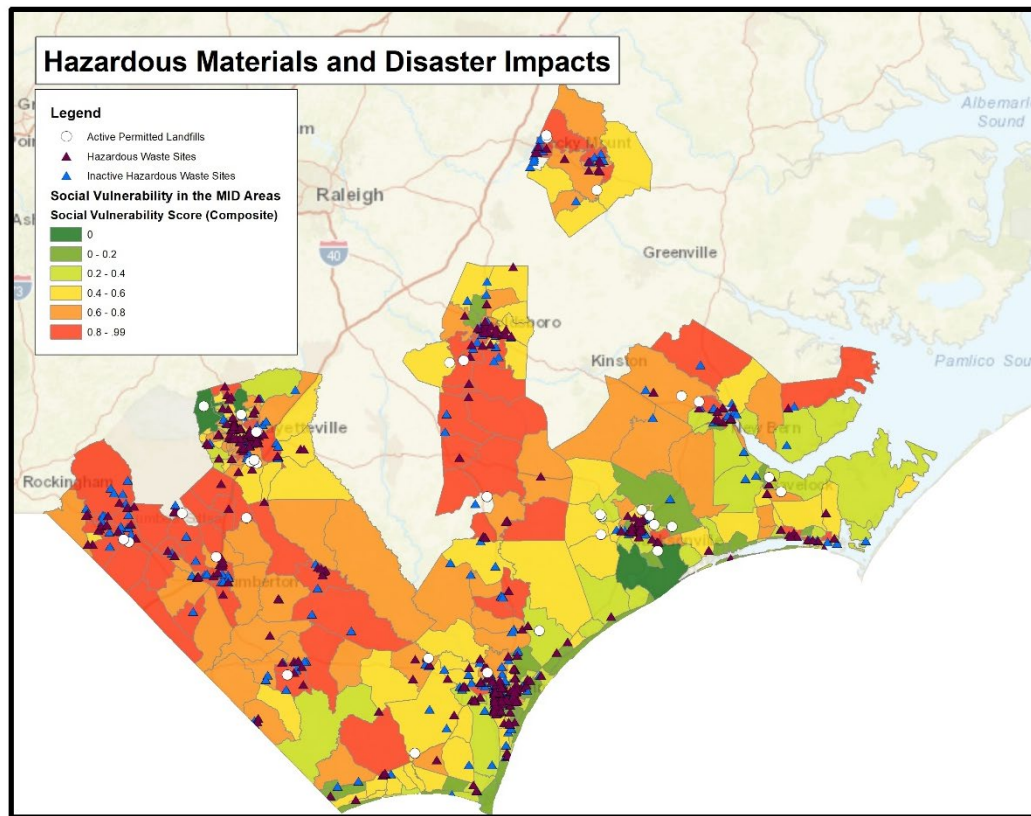 Hazardous Materials and Disaster Impacts
Legend
Active Permitted Landfills
Hazardous Waste Sites
Inactive Hazardous Waste Sites
Social Vulnerability in the MID Areas
Social Vulnerability Score (Composite)
0
0 - 0.2
0.2 - 0.4
0.4 - 0.6
0.6 - 0.8
0.8 - .99
Albemarle
Sound
Raleigh
40
Greenville
Kinston
Pamlico Sou
Rockingham